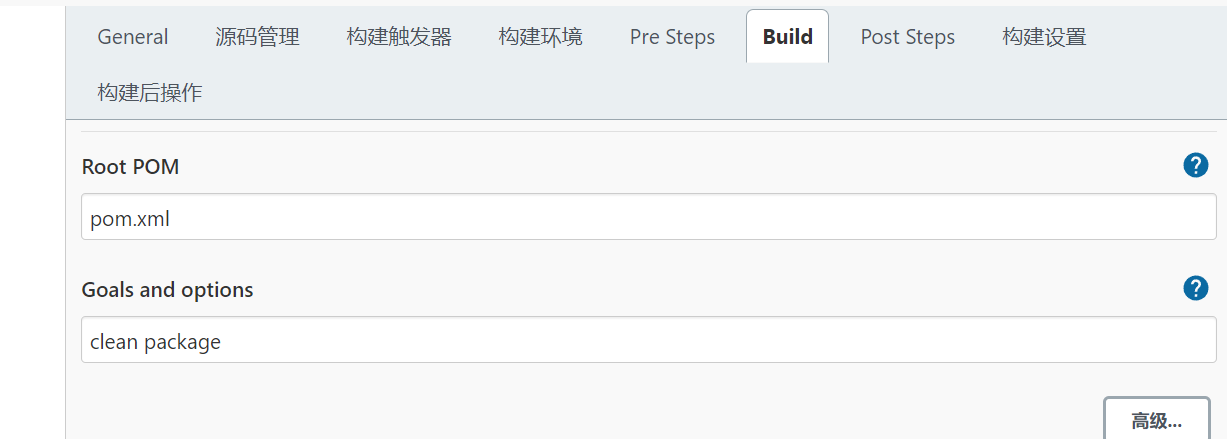 General 源码管理 构建触发器 构建环境 Pre Steps Build Post Steps 构建设置
构建后操作
Root POM
pom.xml
Goals and options
clean package
高级...